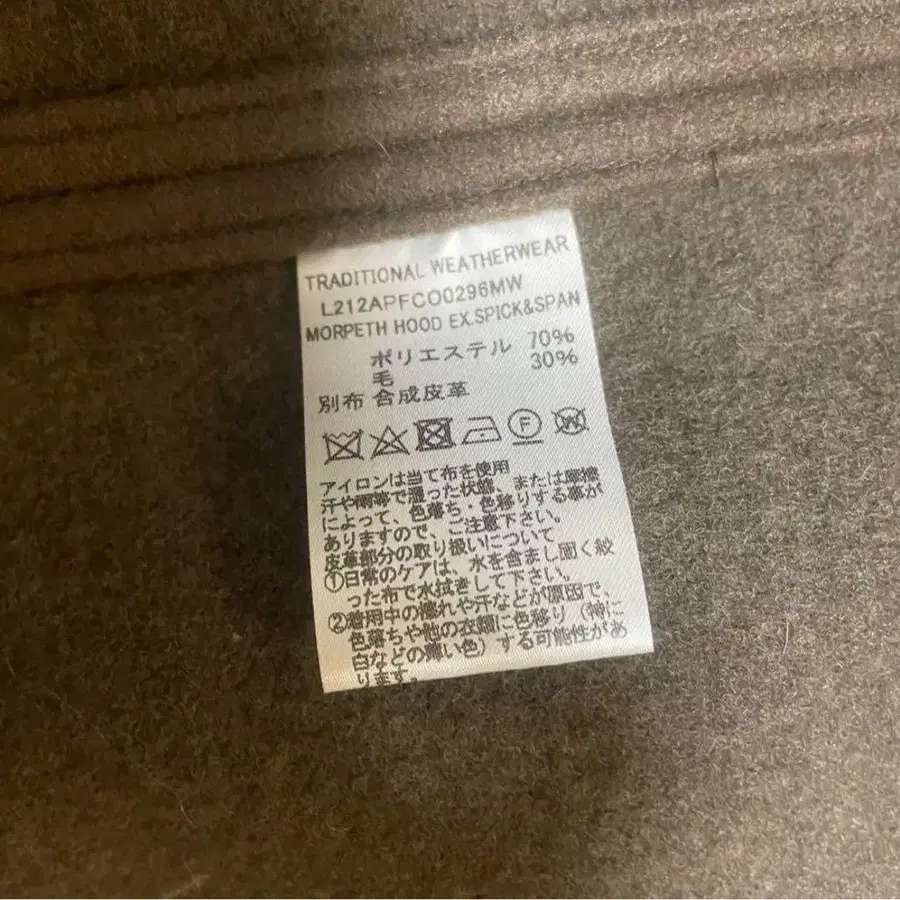 TRADITIONAL WEATHERWEAR
L212APFCO0296MW
MORPETH HOOD EX.SPICK&SPAN
ポリエステル 70%
毛 30%
別布 合成皮革
F W
アイロンは当て布を使用
汗や雨等で湿った状態、または摩擦
によって、色落ち・色移りする事が
ありますので、ご注意下さい。
皮革部分の取り扱いについて
①日常のケアは、水を含まし固く絞
った布で水拭きして下さい。
②着用中の擦れや汗などが原因で、
色落ちや他の衣類に色移り（特に
白などの薄い色）する可能性があ
ります。